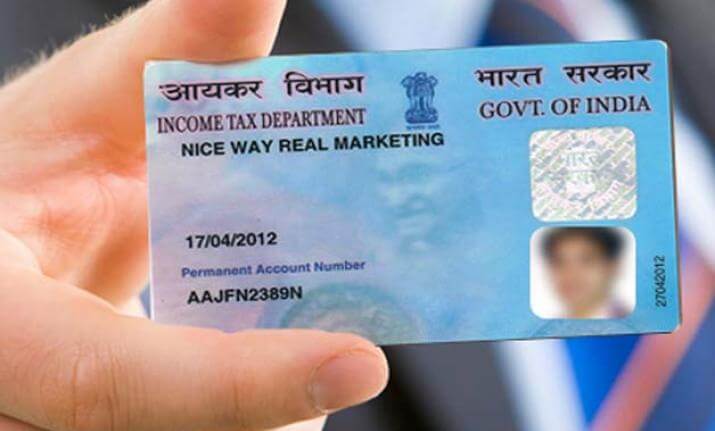 आयकर विभाग
INCOME TAX DEPARTMENT
भारत सरकार
GOVT. OF INDIA
NICE WAY REAL MARKETING
17/04/2012
Permanent Account Number
AAJFN2389N
27042012